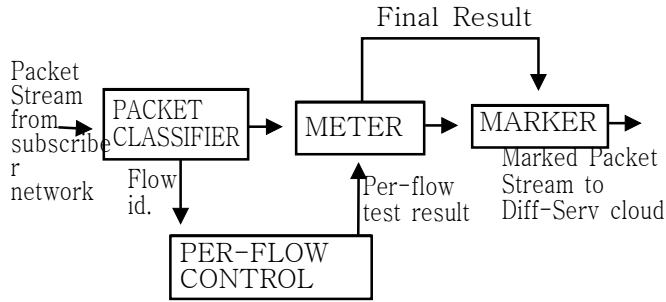 Final Result
Packet
Stream
from
subscribe
r
network
PACKET
CLASSIFIER
METER
MARKER
Flow
id.
Per-flow
test result
Marked Packet
Stream to
Diff-Serv cloud
PER-FLOW
CONTROL